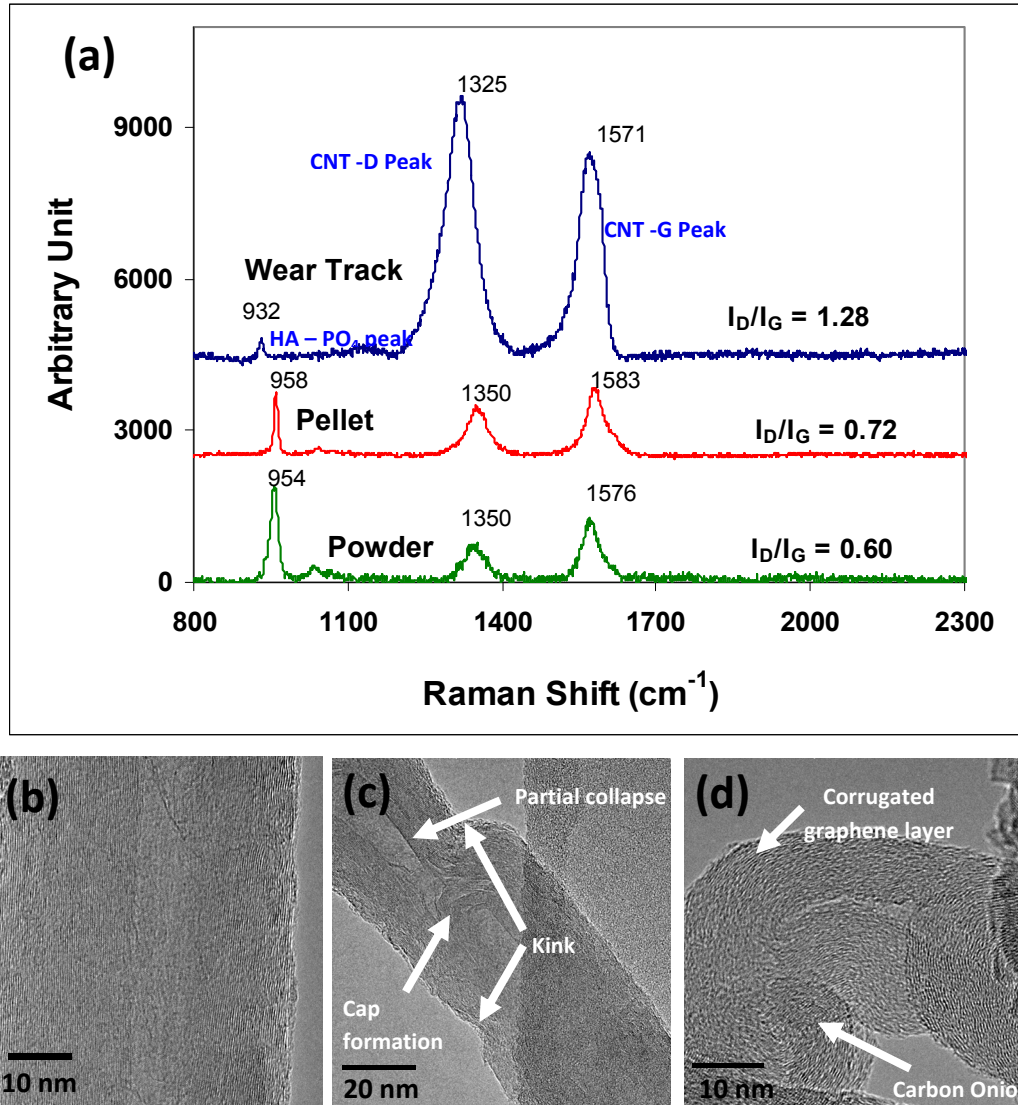 (a)
1325
9000
1571
CNT -D Peak
CNT -G Peak
Arbitrary Unit
6000
Wear Track
932
I_D/I_G = 1.28
HA – PO₄ peak
958
1350
1583
3000
Pellet
I_D/I_G = 0.72
954
1350
1576
Powder
I_D/I_G = 0.60
0
800 1100 1400 1700 2000 2300
Raman Shift (cm⁻¹)
(b)
10 nm
(c)
Partial collapse
Kink
Cap
formation
20 nm
(d)
Corrugated
graphene layer
10 nm
Carbon Onio